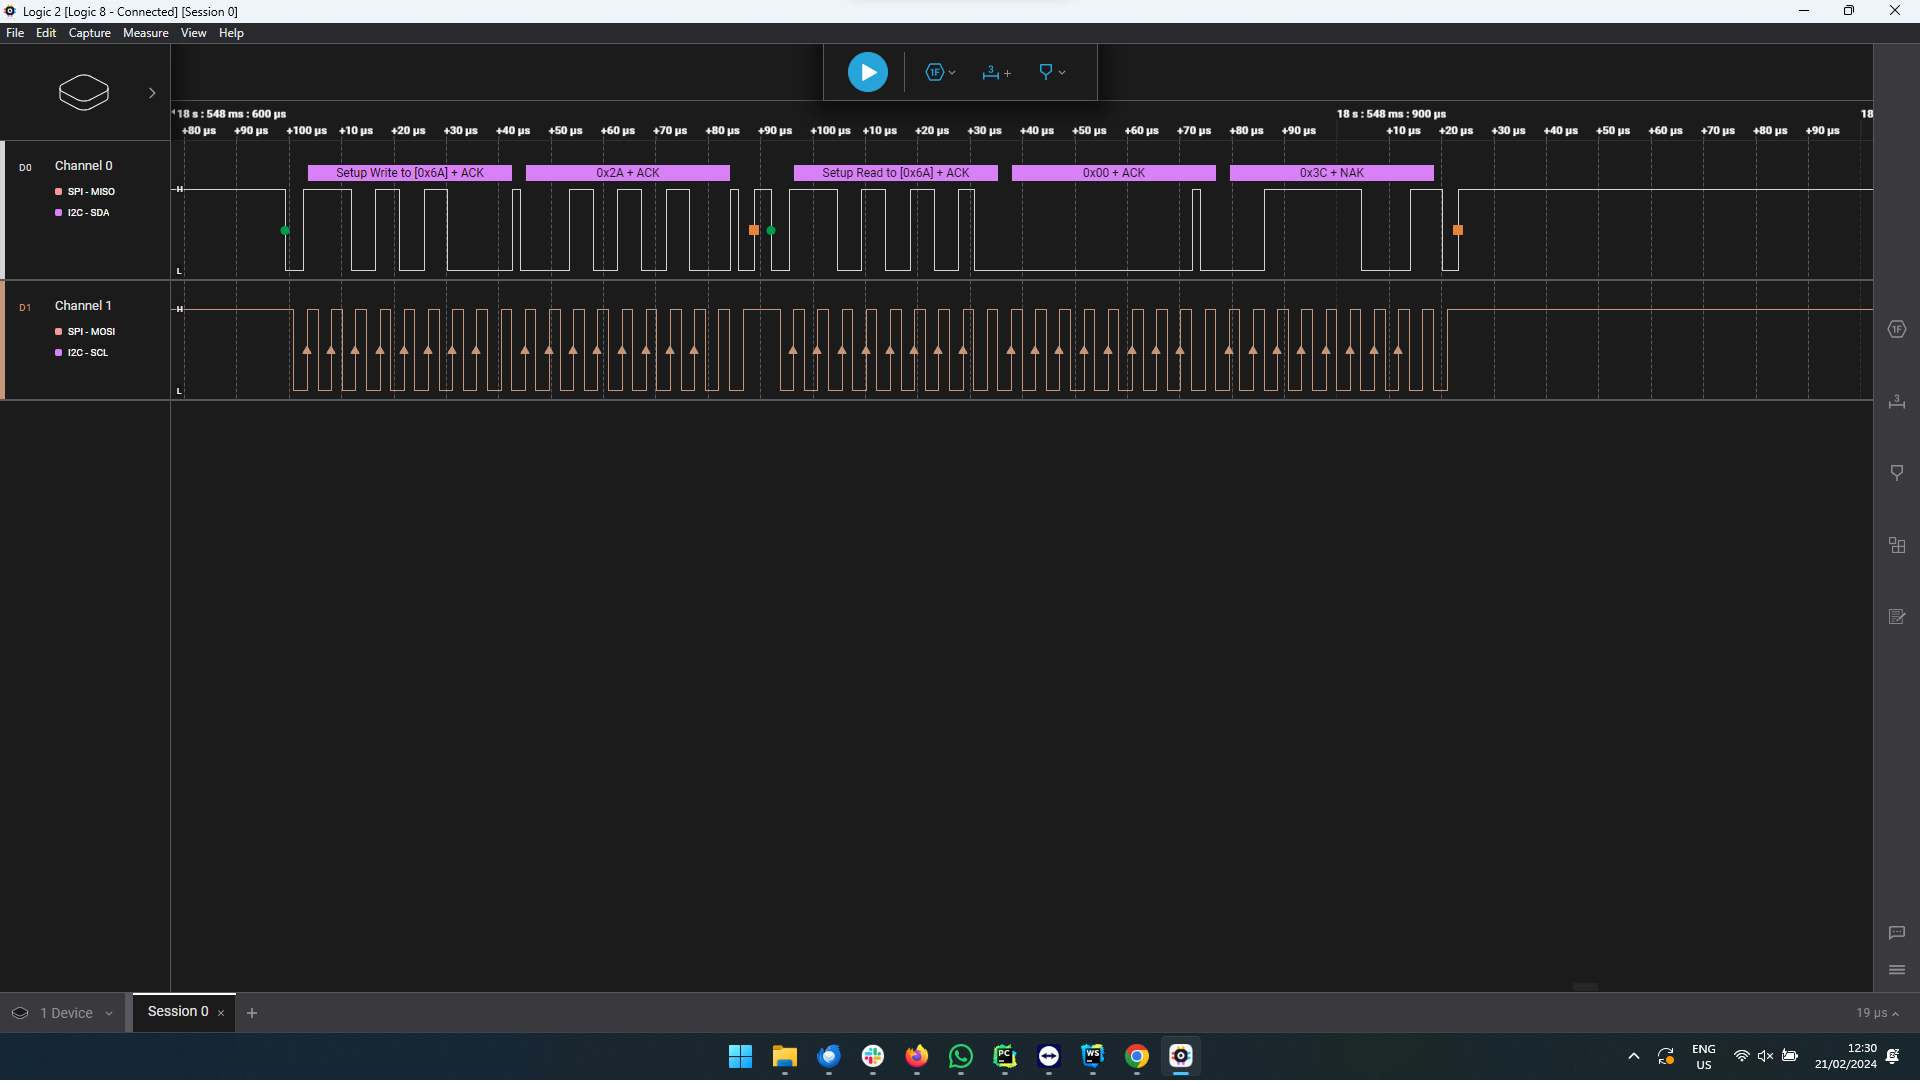 Logic 2 [Logic 8 - Connected] [Session 0]
File Edit Capture Measure View Help
1F 3 +
18 s : 548 ms : 600 µs 18 s : 548 ms : 900 µs 18
+80 µs +90 µs +100 µs +10 µs +20 µs +30 µs +40 µs +50 µs +60 µs +70 µs +80 µs +90 µs +100 µs +10 µs +20 µs +30 µs +40 µs +50 µs +60 µs +70 µs +80 µs +90 µs +10 µs +20 µs +30 µs +40 µs +50 µs +60 µs +70 µs +80 µs +90 µs
D0 Channel 0
SPI - MISO
I2C - SDA
Setup Write to [0x6A] + ACK 0x2A + ACK Setup Read to [0x6A] + ACK 0x00 + ACK 0x3C + NAK
H
L
D1 Channel 1
SPI - MOSI
I2C - SCL
H
L
1F
3
1 Device Session 0 × + 19 µs
PC WS
ENG
US
12:30
21/02/2024